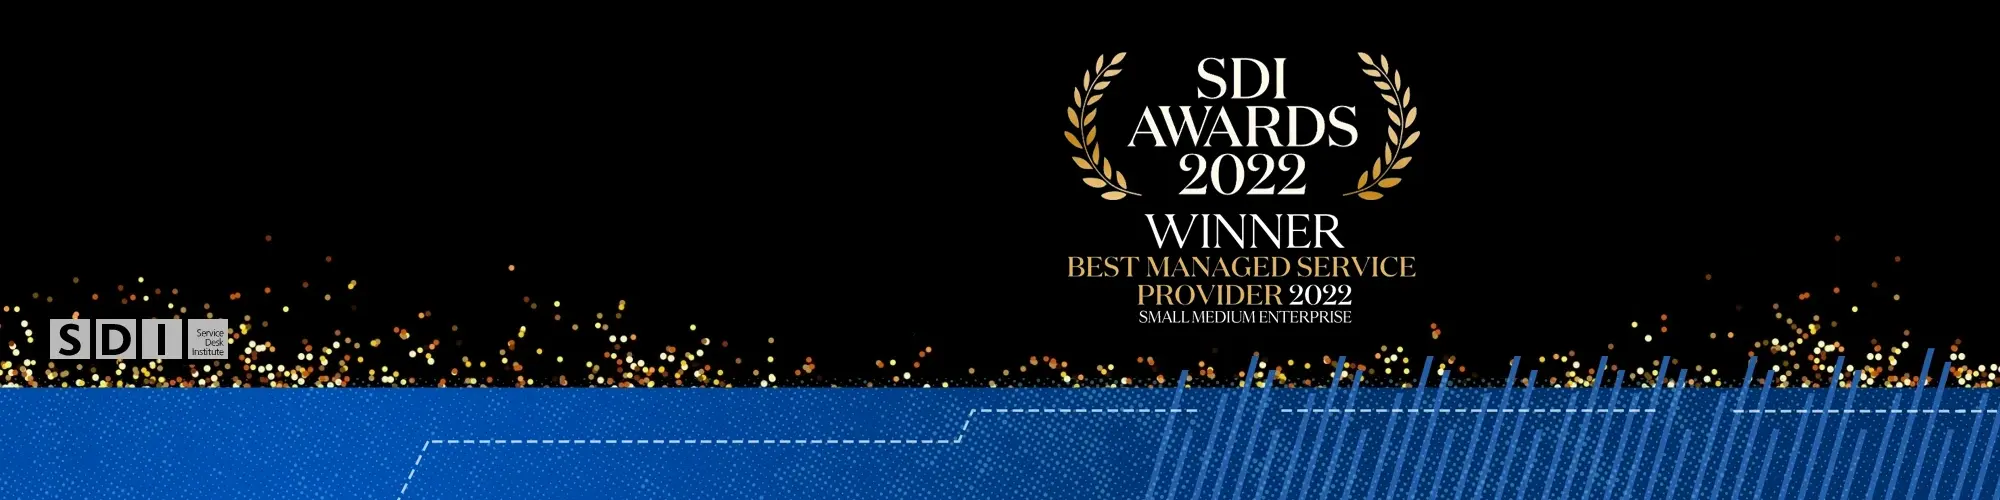 SDI
AWARDS
2022
WINNER
BEST MANAGED SERVICE
PROVIDER 2022
SMALL MEDIUM ENTERPRISE
SDI
Service
Desk
Institute